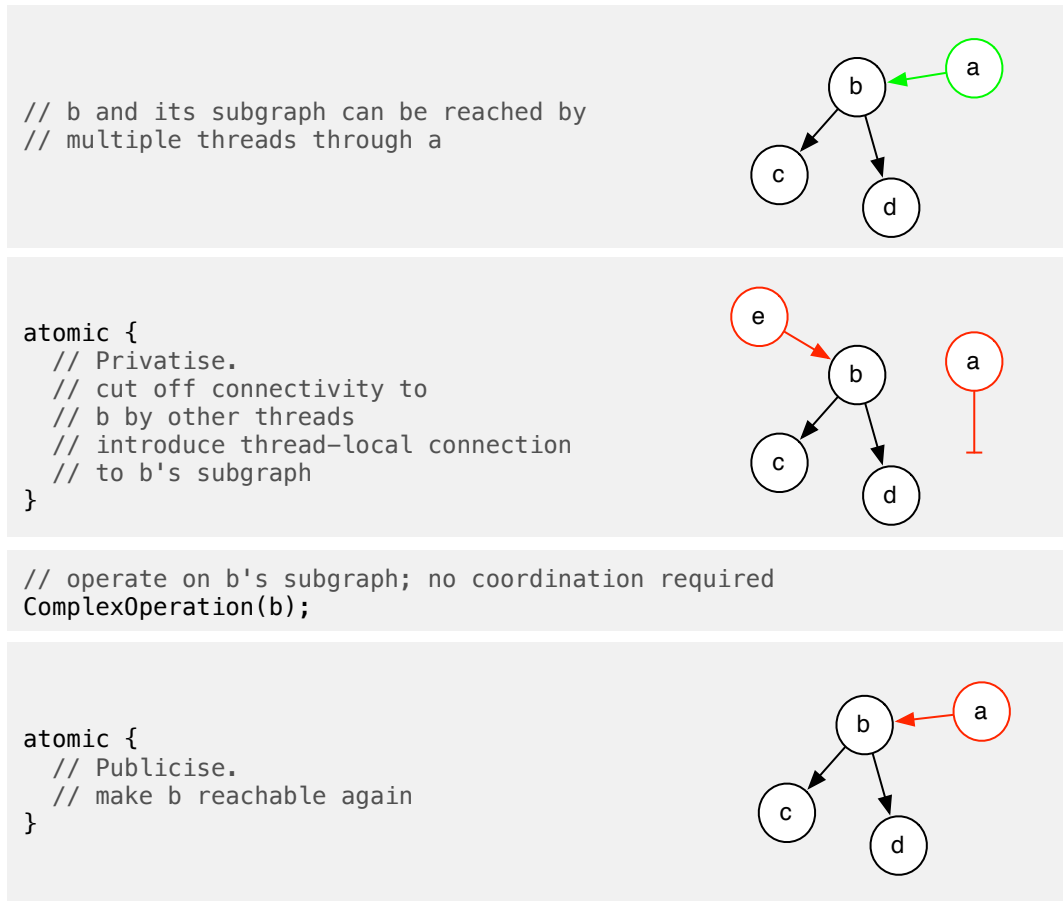 // b and its subgraph can be reached by
// multiple threads through a
a
b
c
d
atomic {
// Privatise.
// cut off connectivity to
// b by other threads
// introduce thread-local connection
// to b's subgraph
}
e
b
a
c
d
// operate on b's subgraph; no coordination required
ComplexOperation(b);
atomic {
// Publicise.
// make b reachable again
}
a
b
c
d